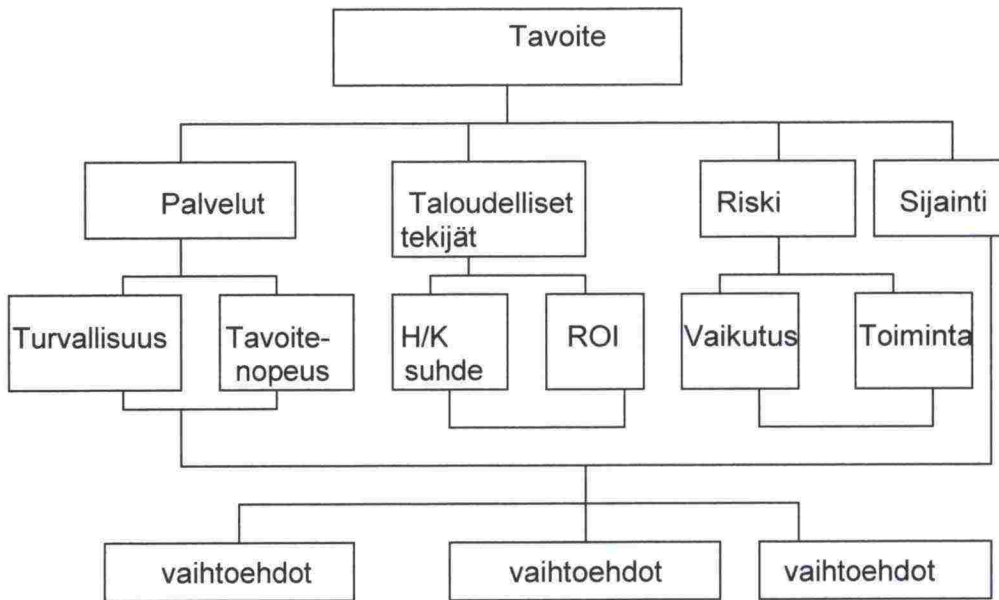 Tavoite
Palvelut
Taloudelliset
tekijät
Riski
Sijainti
Turvallisuus
Tavoite-
nopeus
H/K
suhde
ROI
Vaikutus
Toiminta
vaihtoehdot
vaihtoehdot
vaihtoehdot